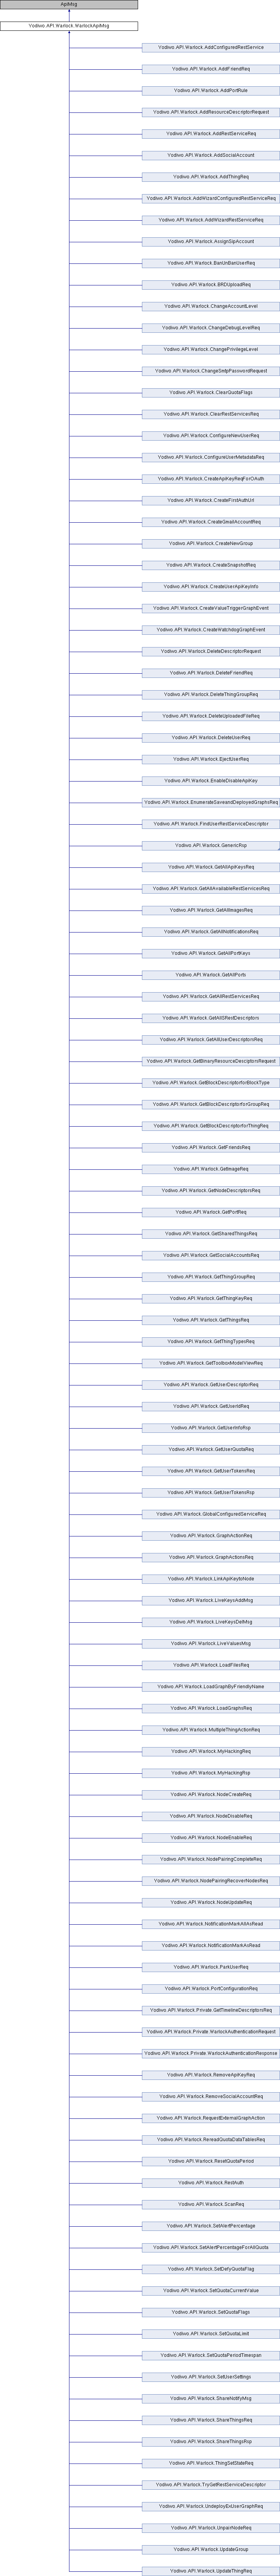 ApiMsg
Yodiwo.API.Warlock.WarlockApiMsg
Yodiwo.API.Warlock.AddConfiguredRestService
Yodiwo.API.Warlock.AddFriendReq
Yodiwo.API.Warlock.AddPortRule
Yodiwo.API.Warlock.AddResourceDescriptorRequest
Yodiwo.API.Warlock.AddRestServiceReq
Yodiwo.API.Warlock.AddSocialAccount
Yodiwo.API.Warlock.AddThingReq
Yodiwo.API.Warlock.AddWizardConfiguredRestServiceReq
Yodiwo.API.Warlock.AddWizardRestServiceReq
Yodiwo.API.Warlock.AssignSipAccount
Yodiwo.API.Warlock.BanUnBanUserReq
Yodiwo.API.Warlock.BRDUploadReq
Yodiwo.API.Warlock.ChangeAccountLevel
Yodiwo.API.Warlock.ChangeDebugLevelReq
Yodiwo.API.Warlock.ChangePrivilegeLevel
Yodiwo.API.Warlock.ChangeSetIpPasswordRequest
Yodiwo.API.Warlock.ClearQuotaFlags
Yodiwo.API.Warlock.ClearRestServicesReq
Yodiwo.API.Warlock.ConfigureNewUserReq
Yodiwo.API.Warlock.ConfigureUserMetadataReq
Yodiwo.API.Warlock.CreateApiKeyReqForOAuth
Yodiwo.API.Warlock.CreateFIntAuthUrl
Yodiwo.API.Warlock.CreateGmailAccountReq
Yodiwo.API.Warlock.CreateNewGroup
Yodiwo.API.Warlock.CreateSnapshotReq
Yodiwo.API.Warlock.CreateUserApiKeyInfo
Yodiwo.API.Warlock.CreateValueTriggerGraphEvent
Yodiwo.API.Warlock.CreateWatchdogGraphEvent
Yodiwo.API.Warlock.DeleteDescriptorRequest
Yodiwo.API.Warlock.DeleteFriendReq
Yodiwo.API.Warlock.DeleteThingGroupReq
Yodiwo.API.Warlock.DeleteUploadedFileReq
Yodiwo.API.Warlock.DeleteUserReq
Yodiwo.API.Warlock.EjectUserReq
Yodiwo.API.Warlock.EnableDisableApiKey
Yodiwo.API.Warlock.EnumerateSaveandDeployedGraphsReq
Yodiwo.API.Warlock.FindUserRestServiceDescriptor
Yodiwo.API.Warlock.GenericRsp
Yodiwo.API.Warlock.GetAllApiKeysReq
Yodiwo.API.Warlock.GetAllAvailableRestServicesReq
Yodiwo.API.Warlock.GetAllImagesReq
Yodiwo.API.Warlock.GetAllNotificationsReq
Yodiwo.API.Warlock.GetAllPortKeys
Yodiwo.API.Warlock.GetAllPorts
Yodiwo.API.Warlock.GetAllRestServicesReq
Yodiwo.API.Warlock.GetAllSRestDescriptors
Yodiwo.API.Warlock.GetAllUserDescriptorsReq
Yodiwo.API.Warlock.GetBinaryResourceDesciptorsRequest
Yodiwo.API.Warlock.GetBlockDescriptorforBlockType
Yodiwo.API.Warlock.GetBlockDescriptorforGroupReq
Yodiwo.API.Warlock.GetBlockDescriptorforThingReq
Yodiwo.API.Warlock.GetFriendsReq
Yodiwo.API.Warlock.GetImageReq
Yodiwo.API.Warlock.GetNodeDescriptorsReq
Yodiwo.API.Warlock.GetPortReq
Yodiwo.API.Warlock.GetSharedThingsReq
Yodiwo.API.Warlock.GetSocialAccountsReq
Yodiwo.API.Warlock.GetThingGroupReq
Yodiwo.API.Warlock.GetThingKeyReq
Yodiwo.API.Warlock.GetThingsReq
Yodiwo.API.Warlock.GetThingTypesReq
Yodiwo.API.Warlock.GetToolboxModelViewReq
Yodiwo.API.Warlock.GetUserDescriptorReq
Yodiwo.API.Warlock.GetUserIdReq
Yodiwo.API.Warlock.GetUserInfoRsp
Yodiwo.API.Warlock.GetUserQuotaReq
Yodiwo.API.Warlock.GetUserTokensReq
Yodiwo.API.Warlock.GetUserTokensRsp
Yodiwo.API.Warlock.GlobalConfiguredServiceReq
Yodiwo.API.Warlock.GraphActionReq
Yodiwo.API.Warlock.GraphActionsReq
Yodiwo.API.Warlock.LinkApiKeytoNode
Yodiwo.API.Warlock.LiveKeysAddMsg
Yodiwo.API.Warlock.LiveKeysDelMsg
Yodiwo.API.Warlock.LiveValuesMsg
Yodiwo.API.Warlock.LoadFilesReq
Yodiwo.API.Warlock.LoadGraphByFriendlyName
Yodiwo.API.Warlock.LoadGraphsReq
Yodiwo.API.Warlock.MultipleThingActionReq
Yodiwo.API.Warlock.MyHackingReq
Yodiwo.API.Warlock.MyHackingRsp
Yodiwo.API.Warlock.NodeCreateReq
Yodiwo.API.Warlock.NodeDisableReq
Yodiwo.API.Warlock.NodeEnableReq
Yodiwo.API.Warlock.NodePairingCompleteReq
Yodiwo.API.Warlock.NodePairingRecoverNodesReq
Yodiwo.API.Warlock.NodeUpdateReq
Yodiwo.API.Warlock.NotificationMarkAllAsRead
Yodiwo.API.Warlock.NotificationMarkAsRead
Yodiwo.API.Warlock.ParkUserReq
Yodiwo.API.Warlock.PortConfigurationReq
Yodiwo.API.Warlock.Private.GetTimelineDescriptorsReq
Yodiwo.API.Warlock.Private.WarlockAuthenticationRequest
Yodiwo.API.Warlock.Private.WarlockAuthenticationResponse
Yodiwo.API.Warlock.RemoveApiKeyReq
Yodiwo.API.Warlock.RemoveSocialAccountReq
Yodiwo.API.Warlock.RequestExternalGraphAction
Yodiwo.API.Warlock.RereadQuotaDataTablesReq
Yodiwo.API.Warlock.ResetQuotaPeriod
Yodiwo.API.Warlock.RestAuth
Yodiwo.API.Warlock.ScanReq
Yodiwo.API.Warlock.SetAlertPercentage
Yodiwo.API.Warlock.SetAlertPercentageForAllQuota
Yodiwo.API.Warlock.SetDefyQuotaFlag
Yodiwo.API.Warlock.SetQuotaCurrentValue
Yodiwo.API.Warlock.SetQuotaFlags
Yodiwo.API.Warlock.SetQuotaLimit
Yodiwo.API.Warlock.SetQuotaPeriodTimespan
Yodiwo.API.Warlock.SetUserSettings
Yodiwo.API.Warlock.ShareNotifyMsg
Yodiwo.API.Warlock.ShareThingsReq
Yodiwo.API.Warlock.ShareThingsRsp
Yodiwo.API.Warlock.ThingSetStateReq
Yodiwo.API.Warlock.TryGetRestServiceDescriptor
Yodiwo.API.Warlock.UndeployExUserGraphReq
Yodiwo.API.Warlock.UnpairNodeReq
Yodiwo.API.Warlock.UpdateGroup
Yodiwo.API.Warlock.UpdateThingReq